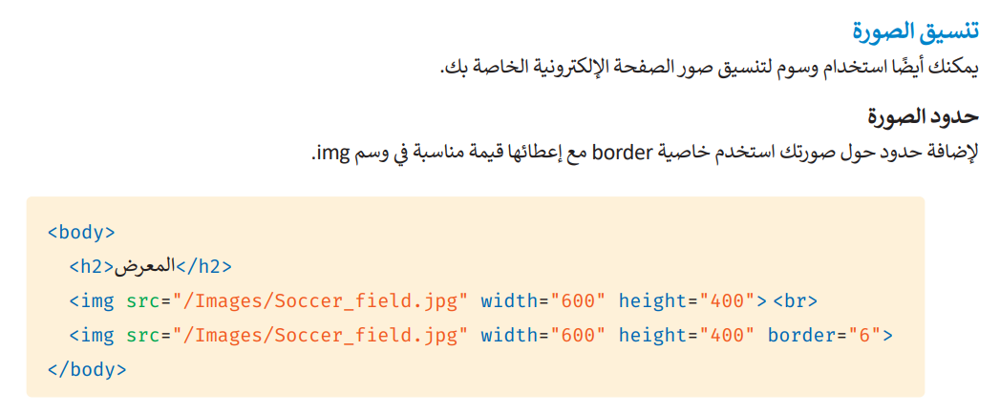 تنسيق الصورة
يمكنك أيضًا استخدام وسوم لتنسيق صور الصفحة الإلكترونية الخاصة بك.
حدود الصورة
لإضافة حدود حول صورتك استخدم خاصية border مع إعطائها قيمة مناسبة في وسم img.
<body>
<h2>المعرض</h2>
<img src="/Images/Soccer_field.jpg" width="600" height="400"><br>
<img src="/Images/Soccer_field.jpg" width="600" height="400" border="6">
</body>